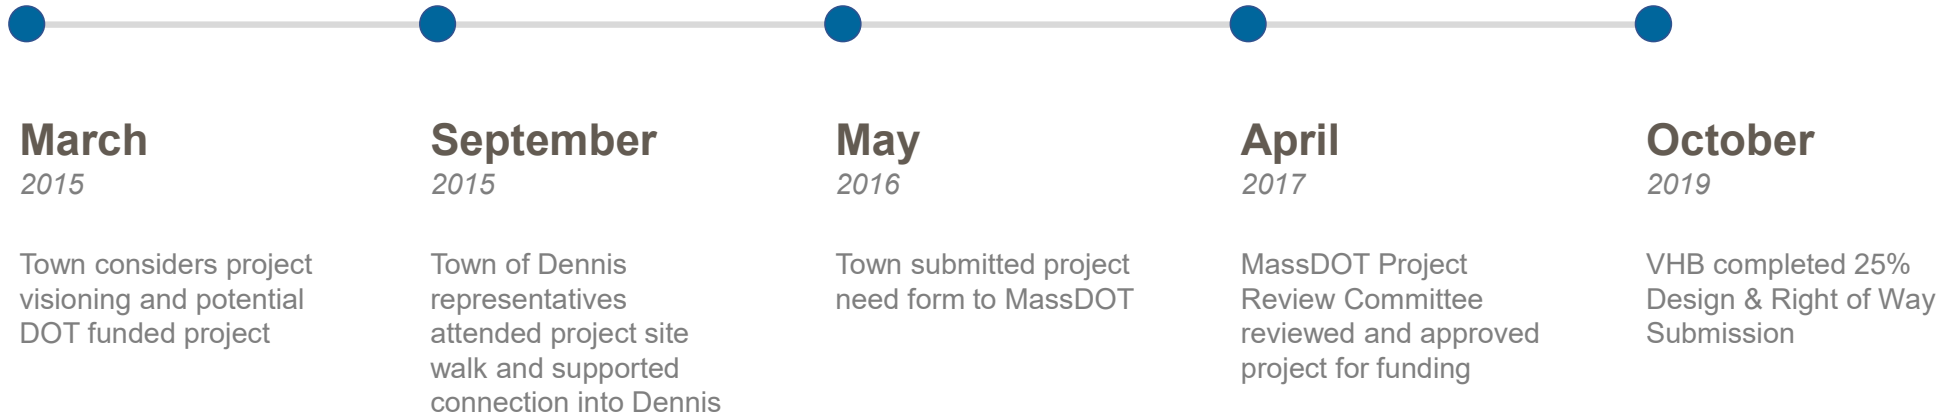 March
2015
Town considers project
visioning and potential
DOT funded project
September
2015
Town of Dennis
representatives
attended project site
walk and supported
connection into Dennis
May
2016
Town submitted project
need form to MassDOT
April
2017
MassDOT Project
Review Committee
reviewed and approved
project for funding
October
2019
VHB completed 25%
Design & Right of Way
Submission